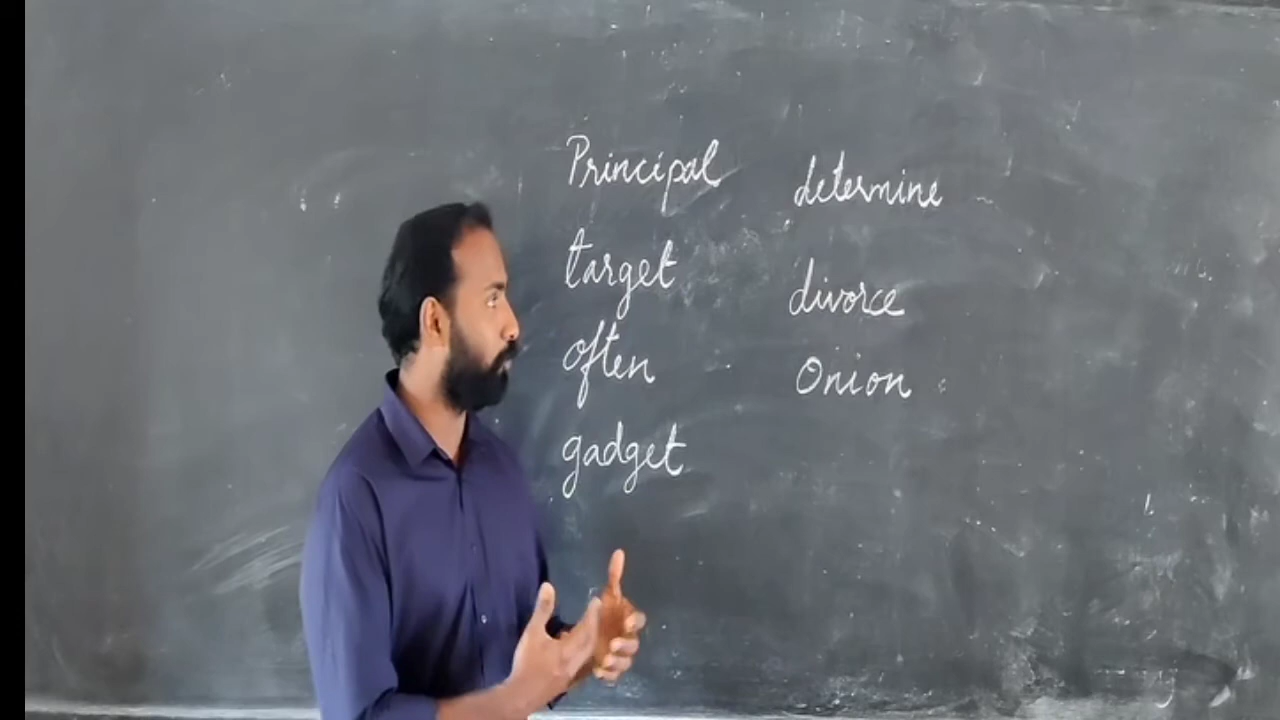 Principal
target
often
gadget
determine
divorce
Onion